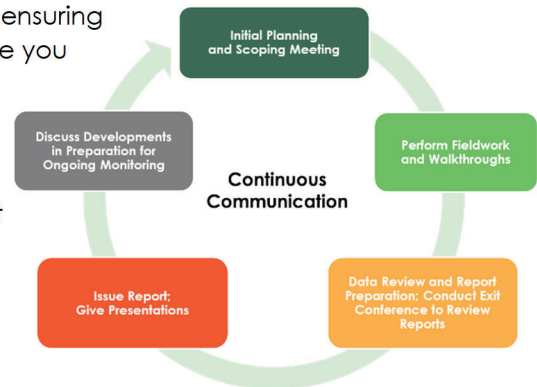 ensuring
e you
t
Initial Planning
and Scoping Meeting
Perform Fieldwork
and Walkthroughs
Data Review and Report
Preparation; Conduct Exit
Conference to Review
Reports
Issue Report;
Give Presentations
Discuss Developments
in Preparation for
Ongoing Monitoring
Continuous
Communication